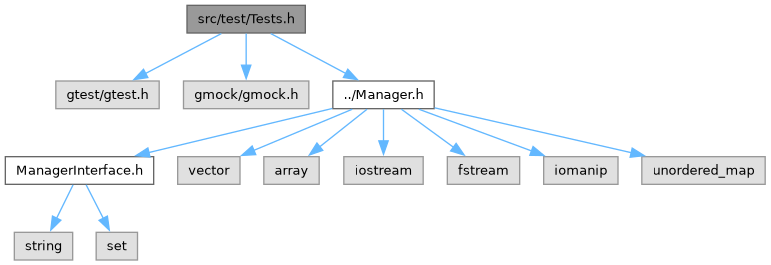 src/test/Tests.h
gtest/gtest.h
gmock/gmock.h
../Manager.h
ManagerInterface.h
vector
array
iostream
fstream
iomanip
unordered_map
string
set